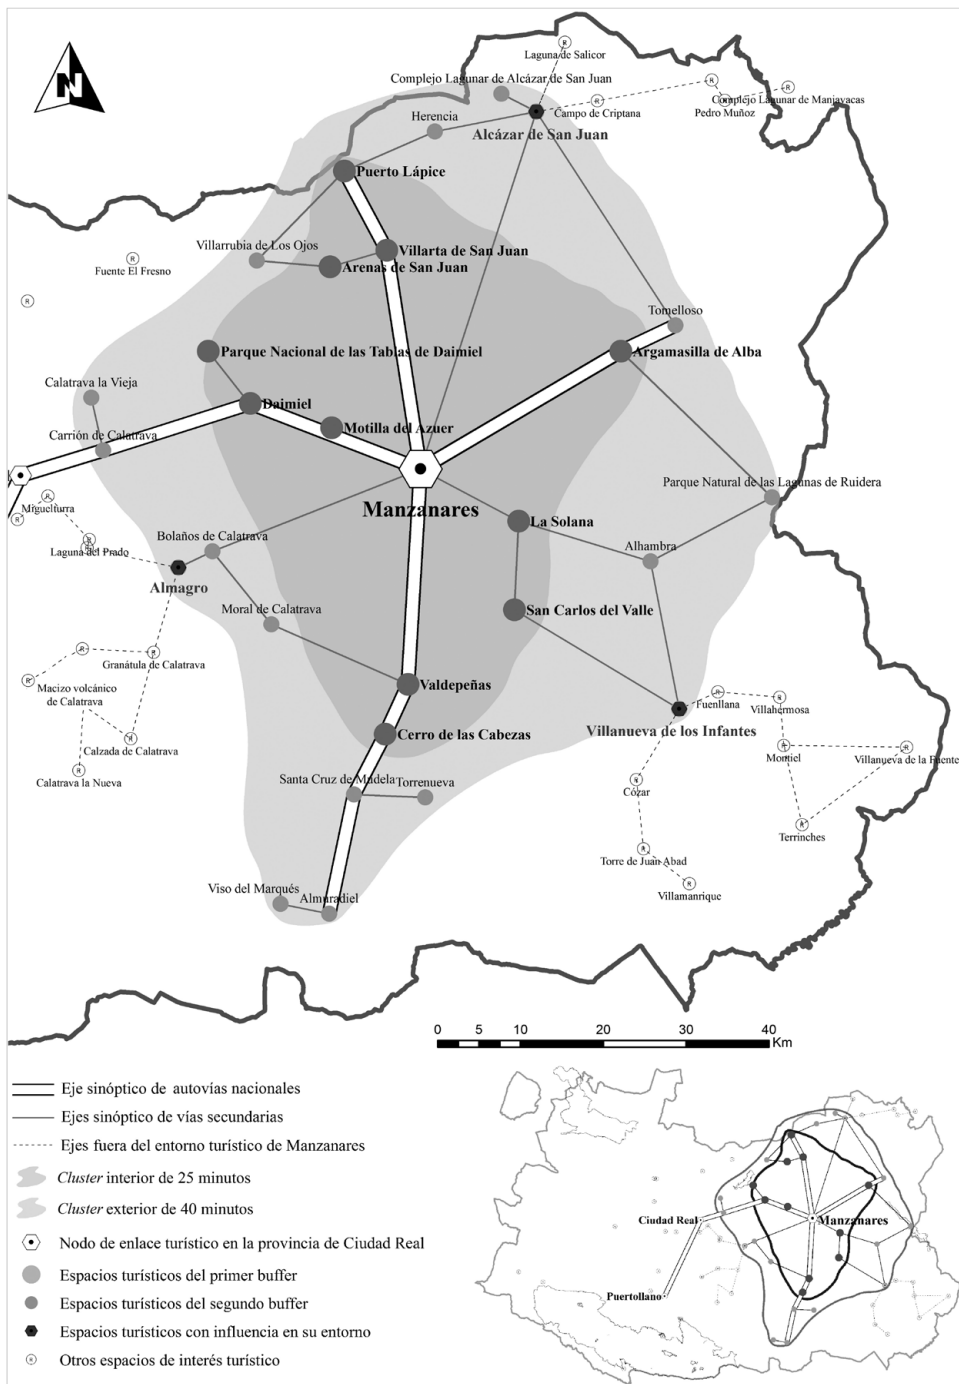 N
Laguna de Salicor
Complejo Lagunar de Alcázar de San Juan
Complejo Lagunar de Manjavacas
Herencia
Campo de Criptana
Pedro Muñoz
Alcázar de San Juan
Puerto Lápice
Villarrubia de Los Ojos
Villarta de San Juan
Arenas de San Juan
Fuente El Fresno
Tomelloso
Parque Nacional de las Tablas de Daimiel
Argamasilla de Alba
Calatrava la Vieja
Daimiel
Motilla del Azuer
Carrión de Calatrava
Parque Natural de las Lagunas de Ruidera
Miguelturra
Manzanares
La Solana
Bolaños de Calatrava
Laguna del Prado
Alhambra
Almagro
Moral de Calatrava
San Carlos del Valle
Granátula de Calatrava
Macizo volcánico
de Calatrava
Valdepeñas
Fuenllana
Villahermosa
Cerro de las Cabezas
Villanueva de los Infantes
Calzada de Calatrava
Montiel
Villanueva de la Fuente
Calatrava la Nueva
Santa Cruz de Mudela
Torrenueva
Cózar
Terrinches
Torre de Juan Abad
Viso del Marqués
Almuradiel
Villamanrique
0 5 10 20 30 40
Km
Eje sinóptico de autovías nacionales
Ejes sinóptico de vías secundarias
Ejes fuera del entorno turístico de Manzanares
Cluster interior de 25 minutos
Cluster exterior de 40 minutos
Nodo de enlace turístico en la provincia de Ciudad Real
Espacios turísticos del primer buffer
Espacios turísticos del segundo buffer
Espacios turísticos con influencia en su entorno
Otros espacios de interés turístico
Ciudad Real
Manzanares
Puertollano